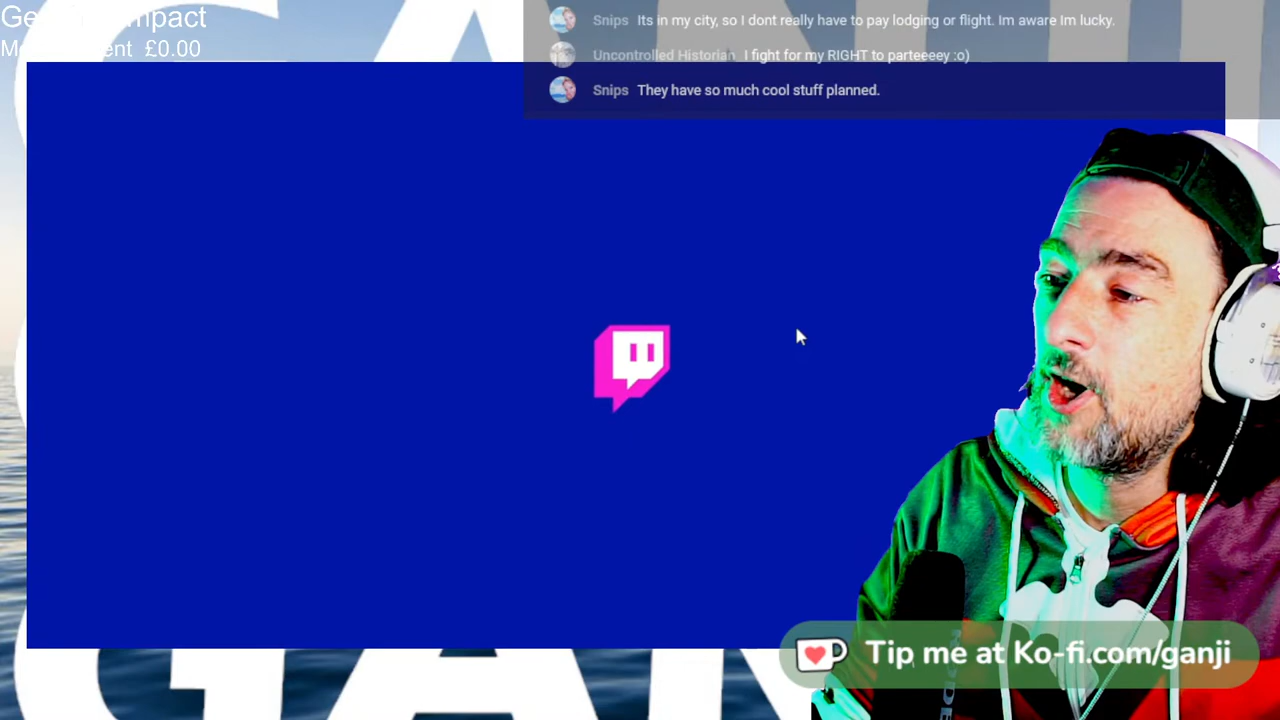 Snips Its in my city, so I dont really have to pay lodging or flight. Im aware Im lucky.
Uncontrolled Historian I fight for my RIGHT to parteeeey :o)
Snips They have so much cool stuff planned.
£0.00
Tip me at Ko-fi.com/ganji